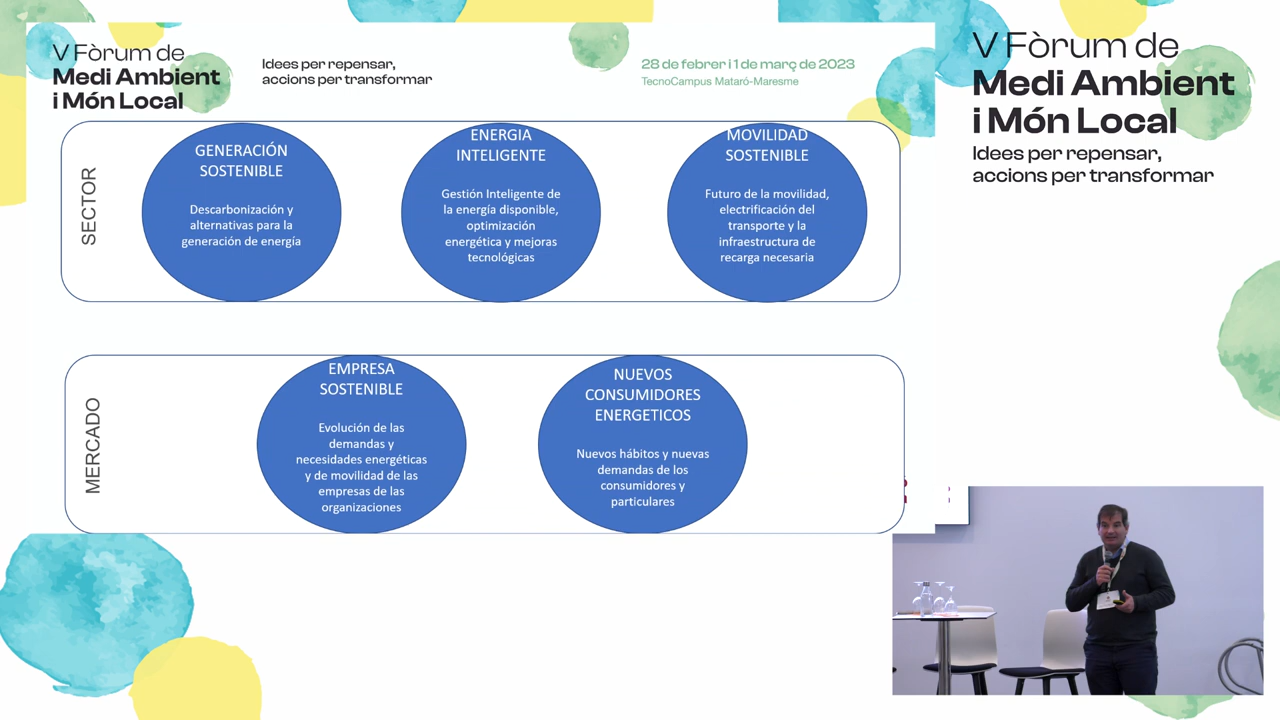 V Fòrum de
Medi Ambient
i Món Local
Idees per repensar,
accions per transformar
28 de febrer i 1 de març de 2023
TecnoCampus Mataró-Maresme
SECTOR
GENERACIÓN
SOSTENIBLE
Descarbonización y
alternativas para la
generación de energía
ENERGIA
INTELIGENTE
Gestión Inteligente de
la energía disponible,
optimización
energética y mejoras
tecnológicas
MOVILIDAD
SOSTENIBLE
Futuro de la movilidad,
electrificación del
transporte y la
infraestructura de
recarga necesaria
MERCADO
EMPRESA
SOSTENIBLE
Evolución de las
demandas y
necesidades energéticas
y de movilidad de las
empresas de las
organizaciones
NUEVOS
CONSUMIDORES
ENERGETICOS
Nuevos hábitos y nuevas
demandas de los
consumidores y
particulares
V Fòrum de
Medi Ambient
i Món Local
Idees per repensar,
accions per transformar